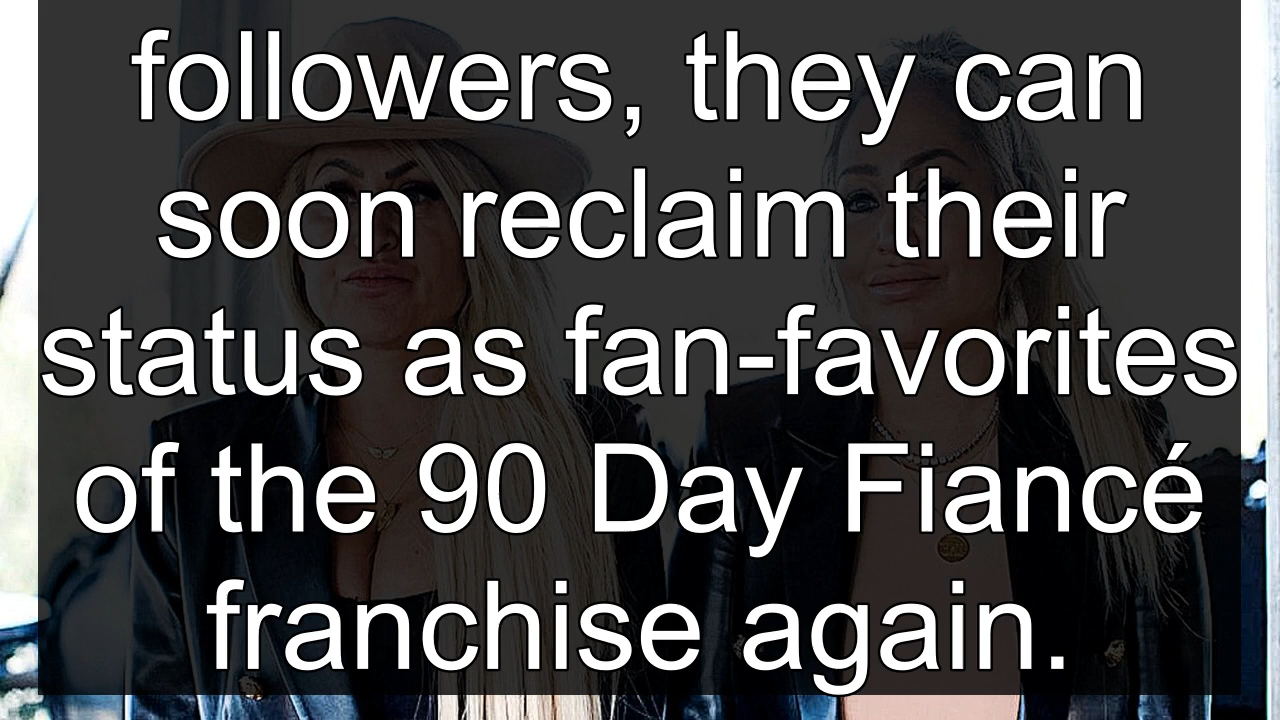 followers, they can
soon reclaim their
status as fan-favorites
of the 90 Day Fiancé
franchise again.